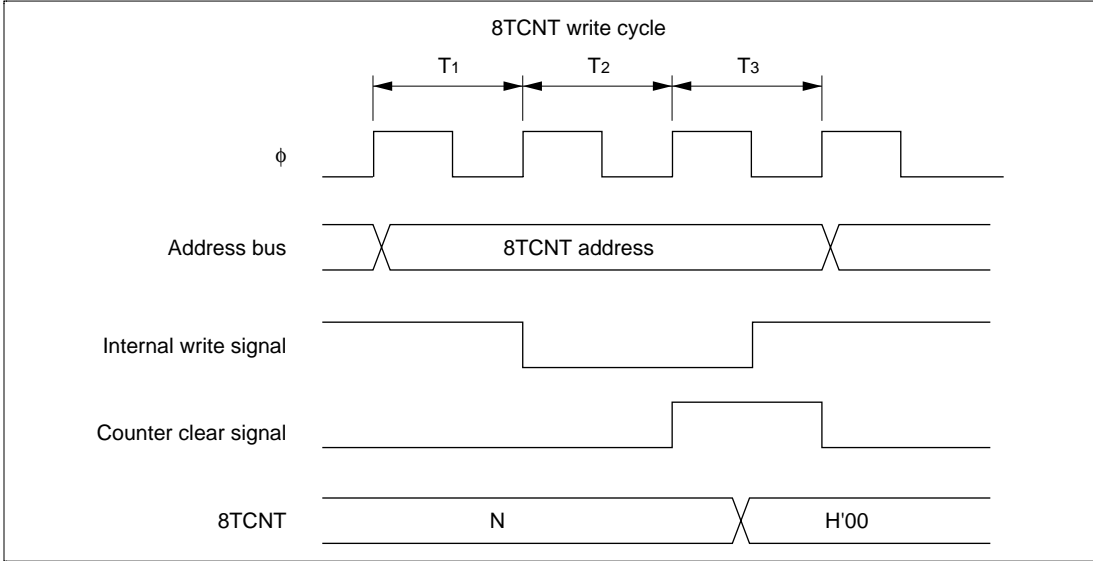 8TCNT write cycle
T1 T2 T3
ϕ
Address bus 8TCNT address
Internal write signal
Counter clear signal
8TCNT N H'00